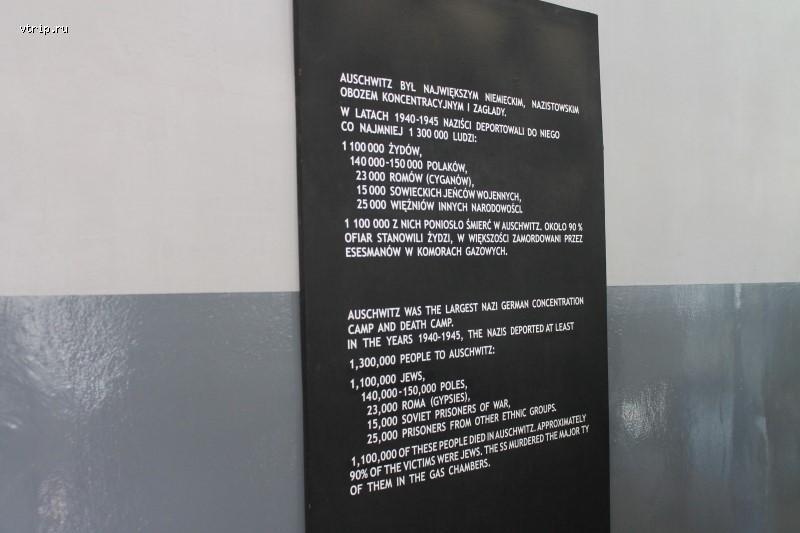 vtrip.ru
AUSCHWITZ BYŁ NAJWIĘKSZYM NIEMIECKIM, NAZISTOWSKIM
OBOZEM KONCENTRACYJNYM I ZAGŁADY.
W LATACH 1940-1945 NAZIŚCI DEPORTOWALI DO NIEGO
CO NAJMNIEJ 1 300 000 LUDZI:
1 100 000 ŻYDÓW,
140 000-150 000 POLAKÓW,
23 000 ROMÓW (CYGANÓW),
15 000 SOWIECKICH JEŃCÓW WOJENNYCH,
25 000 WIĘŹNIÓW INNYCH NARODOWOŚCI.
1 100 000 Z NICH PONIOSŁO ŚMIERĆ W AUSCHWITZ. OKOŁO 90 %
OFIAR STANOWILI ŻYDZI, W WIĘKSZOŚCI ZAMORDOWANI PRZEZ
ESESMANÓW W KOMORACH GAZOWYCH.
AUSCHWITZ WAS THE LARGEST NAZI GERMAN CONCENTRATION
CAMP AND DEATH CAMP.
IN THE YEARS 1940-1945, THE NAZIS DEPORTED AT LEAST
1,300,000 PEOPLE TO AUSCHWITZ:
1,100,000 JEWS,
140,000-150,000 POLES,
23,000 ROMA (GYPSIES),
15,000 SOVIET PRISONERS OF WAR,
25,000 PRISONERS FROM OTHER ETHNIC GROUPS.
1,100,000 OF THESE PEOPLE DIED IN AUSCHWITZ. APPROXIMATELY
90% OF THE VICTIMS WERE JEWS. THE SS MURDERED THE MAJOR TY
OF THEM IN THE GAS CHAMBERS.